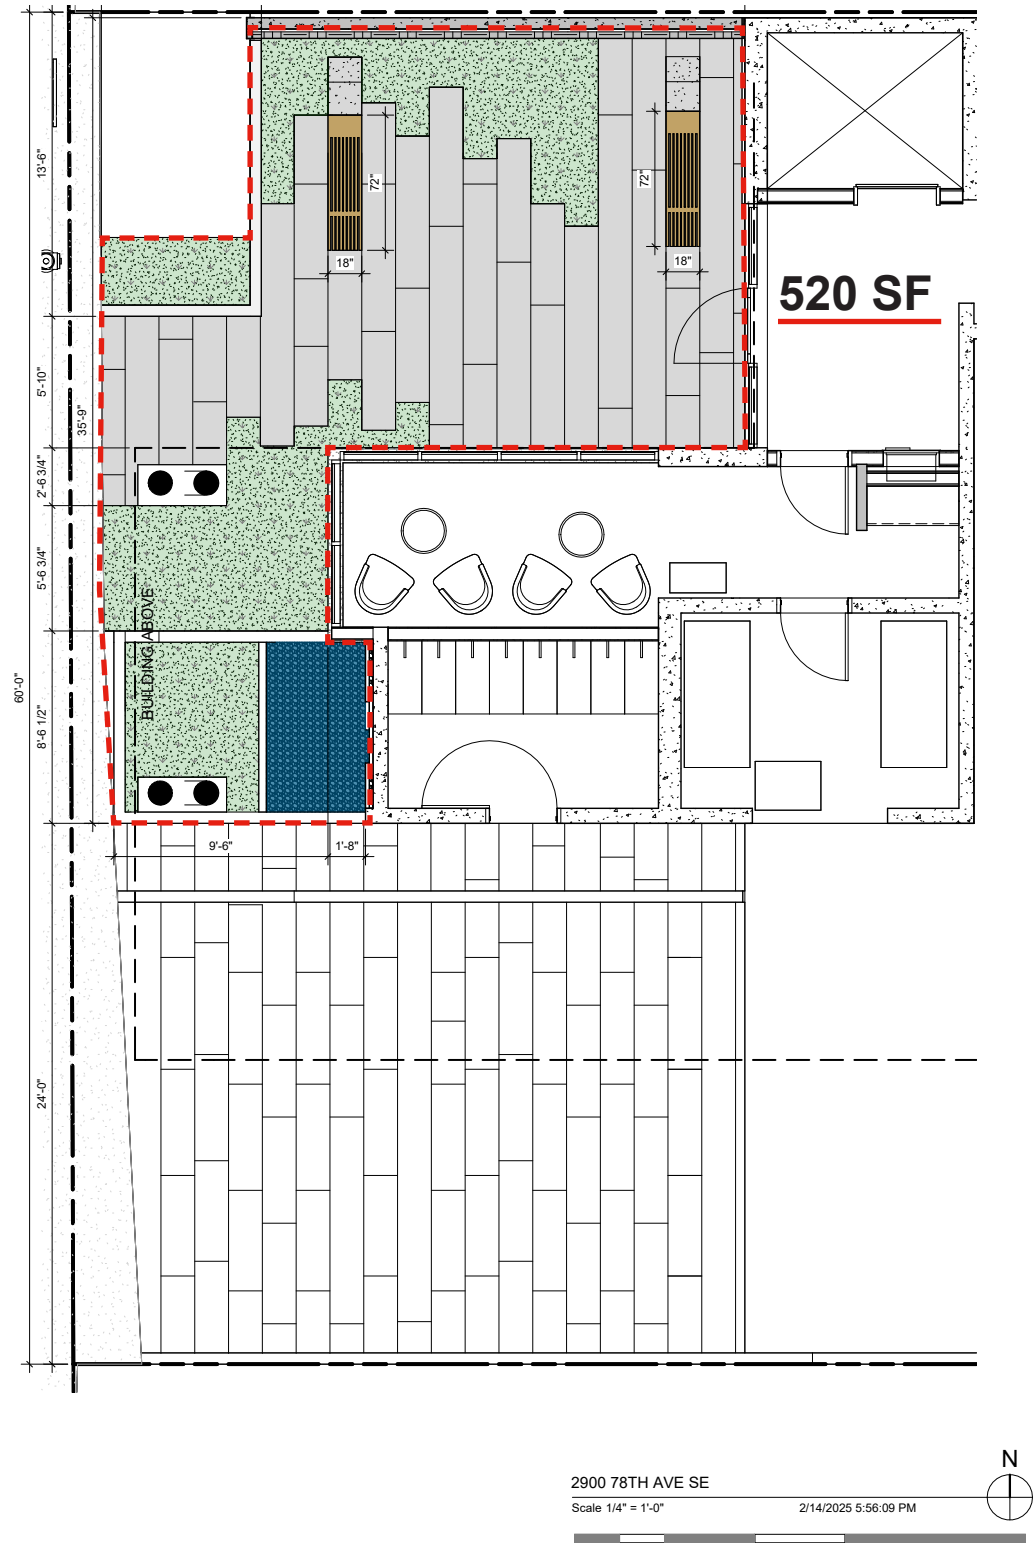 13'-6"
72"
72"
18"
18"
520 SF
5'-10"
35'-9"
2'-6 3/4"
5'-6 3/4"
BUILDING ABOVE
60'-0"
8'-6 1/2"
9'-6"
1'-8"
24'-0"
N
2900 78TH AVE SE
Scale 1/4" = 1'-0"
2/14/2025 5:56:09 PM